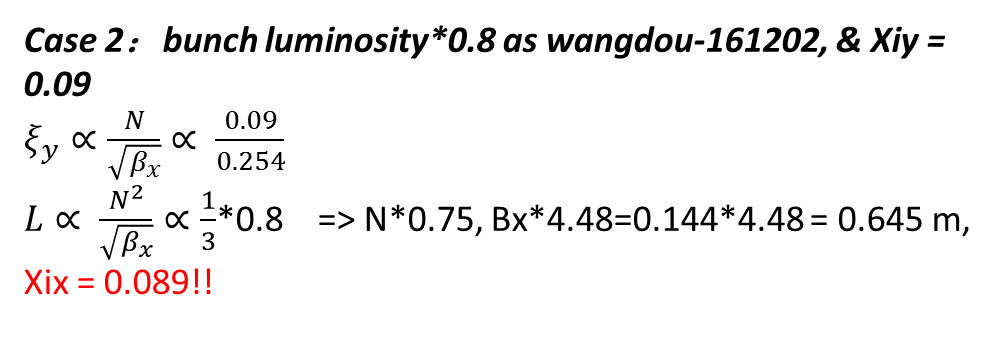 Case 2：bunch luminosity*0.8 as wangdou-161202, & Xiy =
0.09
ξy ∝ N/√βx ∝ 0.09/0.254
L ∝ N²/√βx ∝ 1/3*0.8 => N*0.75, Bx*4.48=0.144*4.48 = 0.645 m,
Xix = 0.089!!